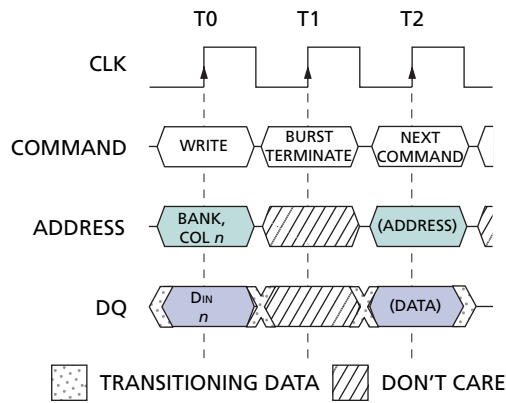 T0 T1 T2
CLK
COMMAND WRITE BURST TERMINATE NEXT COMMAND
ADDRESS BANK, COL n (ADDRESS)
DQ DIN n (DATA)
TRANSITIONING DATA DON'T CARE